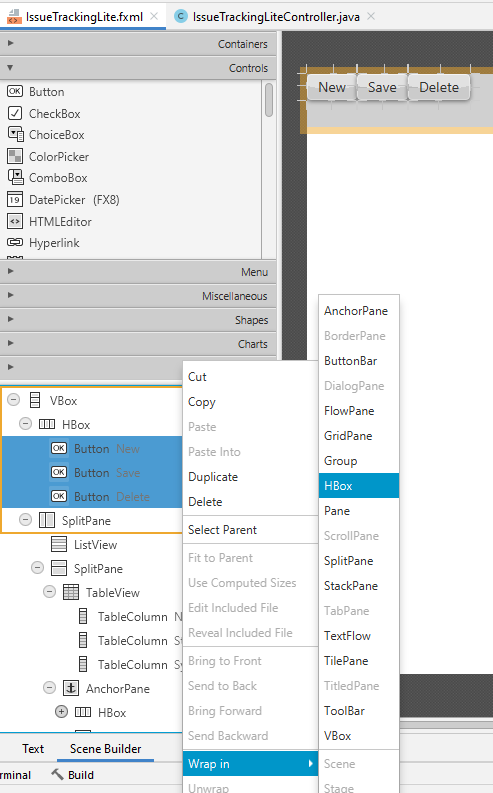 IssueTrackingLite.fxml
IssueTrackingLiteController.java
Containers
Controls
Button
CheckBox
ChoiceBox
ColorPicker
ComboBox
DatePicker (FX8)
HTMLEditor
Hyperlink
Menu
Miscellaneous
Shapes
Charts
New Save Delete
VBox
HBox
Button New
Button Save
Button Delete
SplitPane
ListView
SplitPane
TableView
TableColumn
TableColumn
TableColumn
AnchorPane
HBox
Cut
Copy
Paste
Paste Into
Duplicate
Delete
Select Parent
Fit to Parent
Use Computed Sizes
Edit Included File
Reveal Included File
Bring to Front
Send to Back
Bring Forward
Send Backward
Wrap in
Unwrap
AnchorPane
BorderPane
ButtonBar
DialogPane
FlowPane
GridPane
Group
HBox
Pane
ScrollPane
SplitPane
StackPane
TabPane
TextFlow
TilePane
TitledPane
ToolBar
VBox
Scene
Stage
Text
Scene Builder
rminal
Build